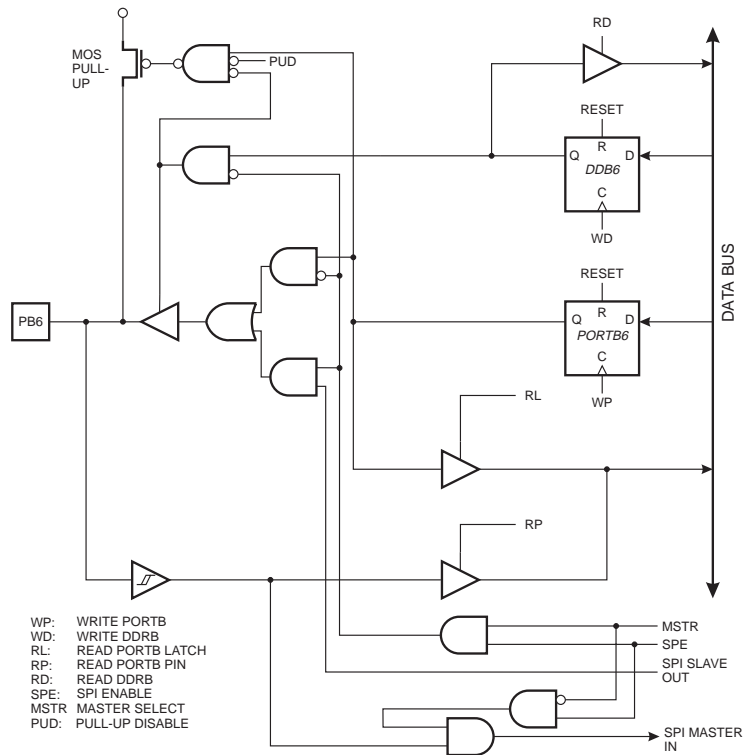 RD
MOS
PULL-
UP
PUD
RESET
R
Q
D
DDB6
C
WD
RESET
R
Q
D
PORTB6
C
WP
DATA BUS
PB6
RL
RP
WP: WRITE PORTB
WD: WRITE DDRB
RL: READ PORTB LATCH
RP: READ PORTB PIN
RD: READ DDRB
SPE: SPI ENABLE
MSTR MASTER SELECT
PUD: PULL-UP DISABLE
MSTR
SPE
SPI SLAVE
OUT
SPI MASTER
IN